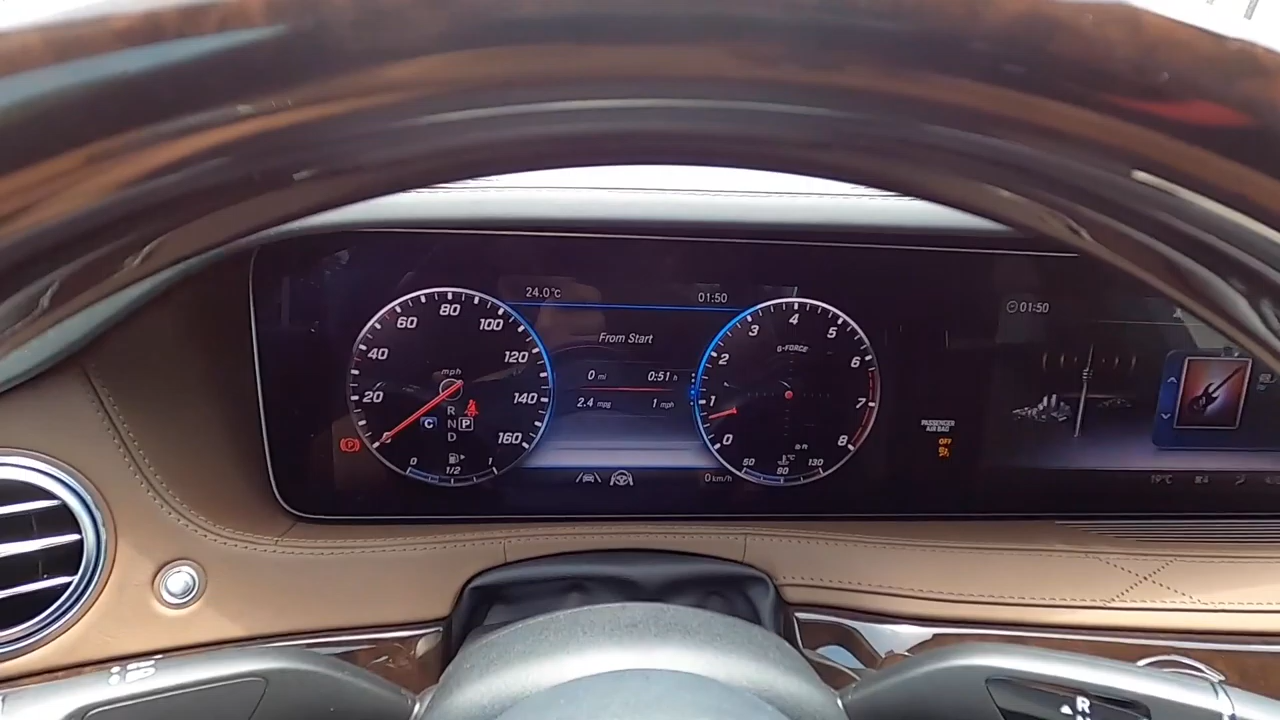 24.0°C
01:50
mph
0
20
40
60
80
100
120
140
160
R
N
D
C
P
(P)
0
1/2
1
From Start
0 mi
0:51 h
2.4 mpg
1 mph
0 km/h
0
1
2
3
4
5
6
7
8
G-FORCE
50
90
130
°C
PASSENGER
AIR BAG
OFF
01:50
19°C
R